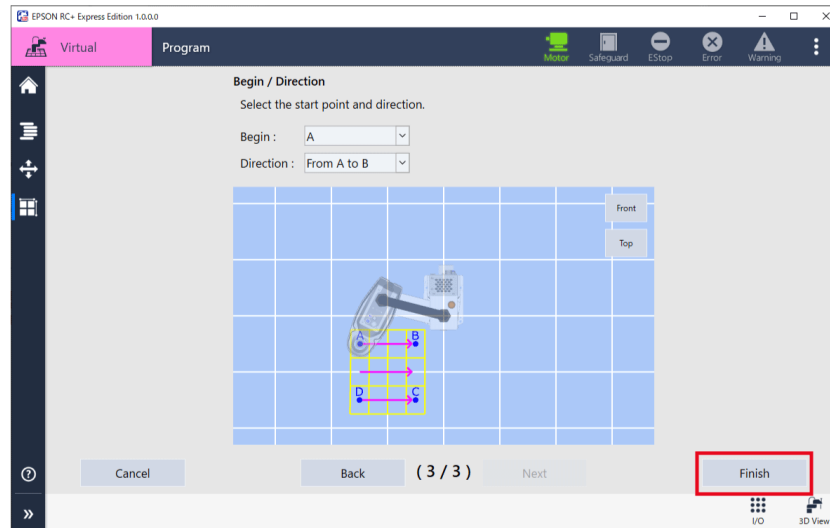 EPSON RC+ Express Edition 1.0.0.0
Virtual
Program
Motor
Safeguard
EStop
Error
Warning
Begin / Direction
Select the start point and direction.
Begin : A
Direction : From A to B
Front
Top
A B
D C
Cancel
Back
( 3 / 3 )
Next
Finish
I/O
3D View